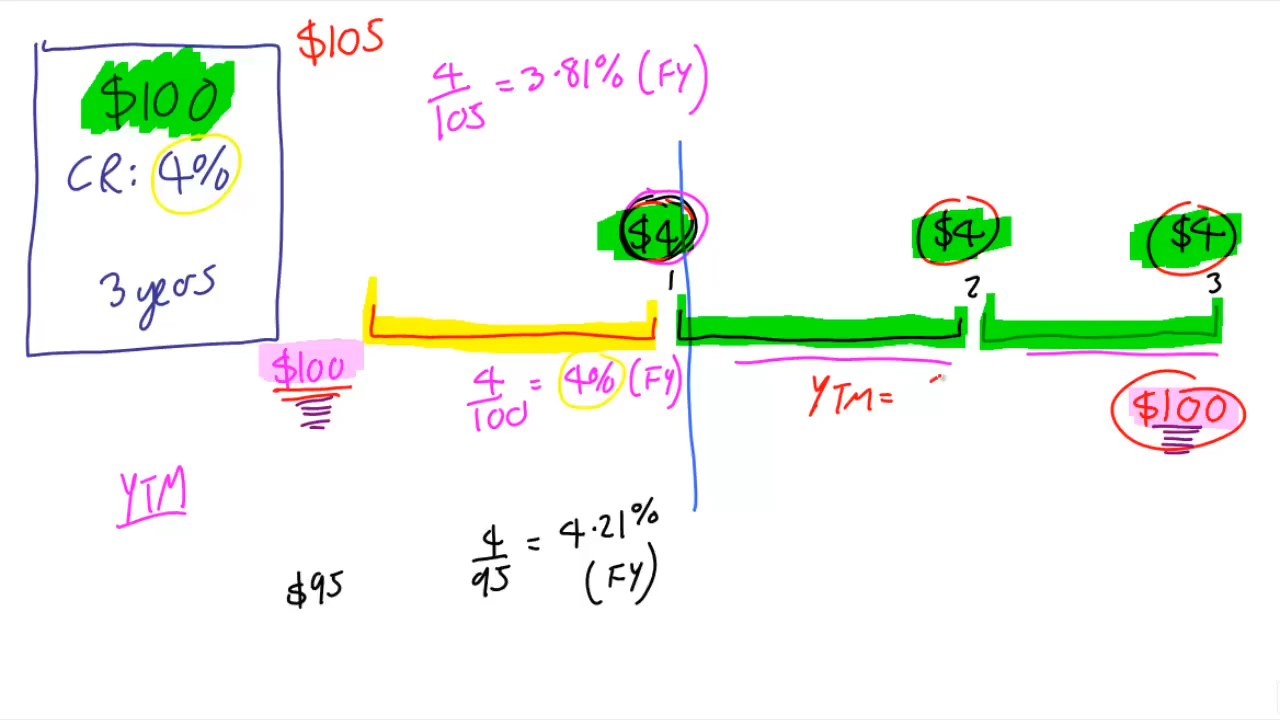 $105
$100
CR: 4%
3 years
4/105 = 3.81% (FY)
$4
$4
$4
1
2
3
$100
4/100 = 4% (FY)
YTM=
$100
YTM
$95
4/95 = 4.21%
(FY)